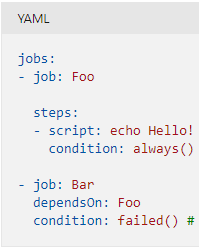 YAML
jobs:
- job: Foo
steps:
- script: echo Hello!
condition: always()
- job: Bar
dependsOn: Foo
condition: failed() #